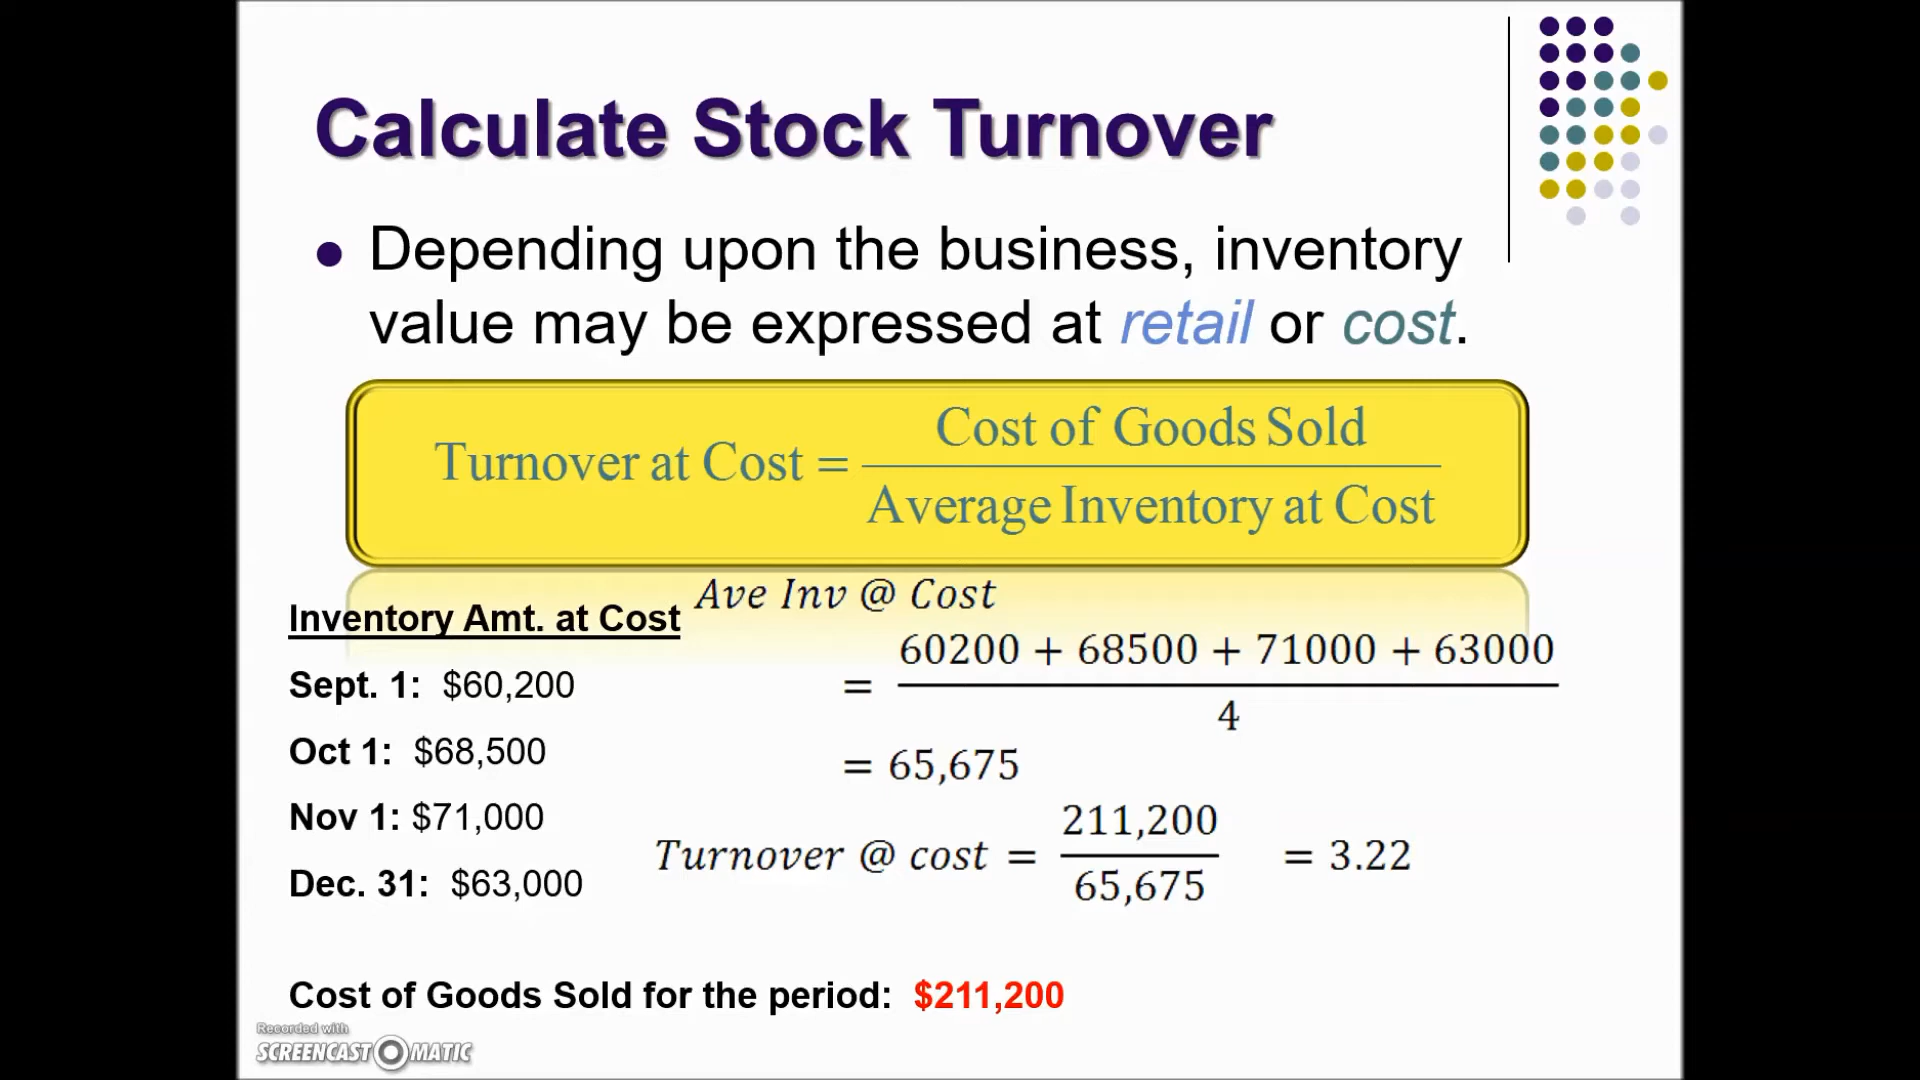 Calculate Stock Turnover
Depending upon the business, inventory
value may be expressed at retail or cost.
Turnover at Cost = Cost of Goods Sold
Average Inventory at Cost
Inventory Amt. at Cost
Sept. 1: $60,200
Oct 1: $68,500
Nov 1: $71,000
Dec. 31: $63,000
Ave Inv @ Cost
= 60200 + 68500 + 71000 + 63000
4
= 65,675
Turnover @ cost = 211,200
65,675
= 3.22
Cost of Goods Sold for the period: $211,200
Recorded with
SCREENCAST-O-MATIC